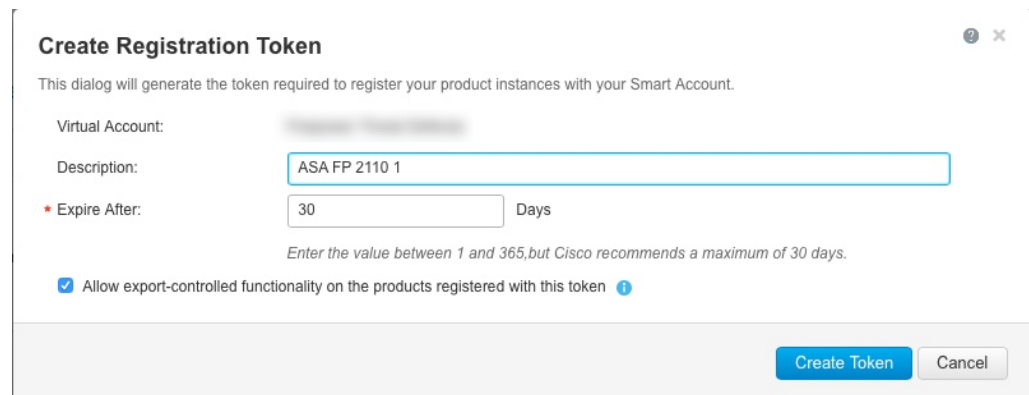 Create Registration Token
This dialog will generate the token required to register your product instances with your Smart Account.
Virtual Account:
Description: ASA FP 2110 1
* Expire After: 30 Days
Enter the value between 1 and 365,but Cisco recommends a maximum of 30 days.
Allow export-controlled functionality on the products registered with this token
Create Token Cancel